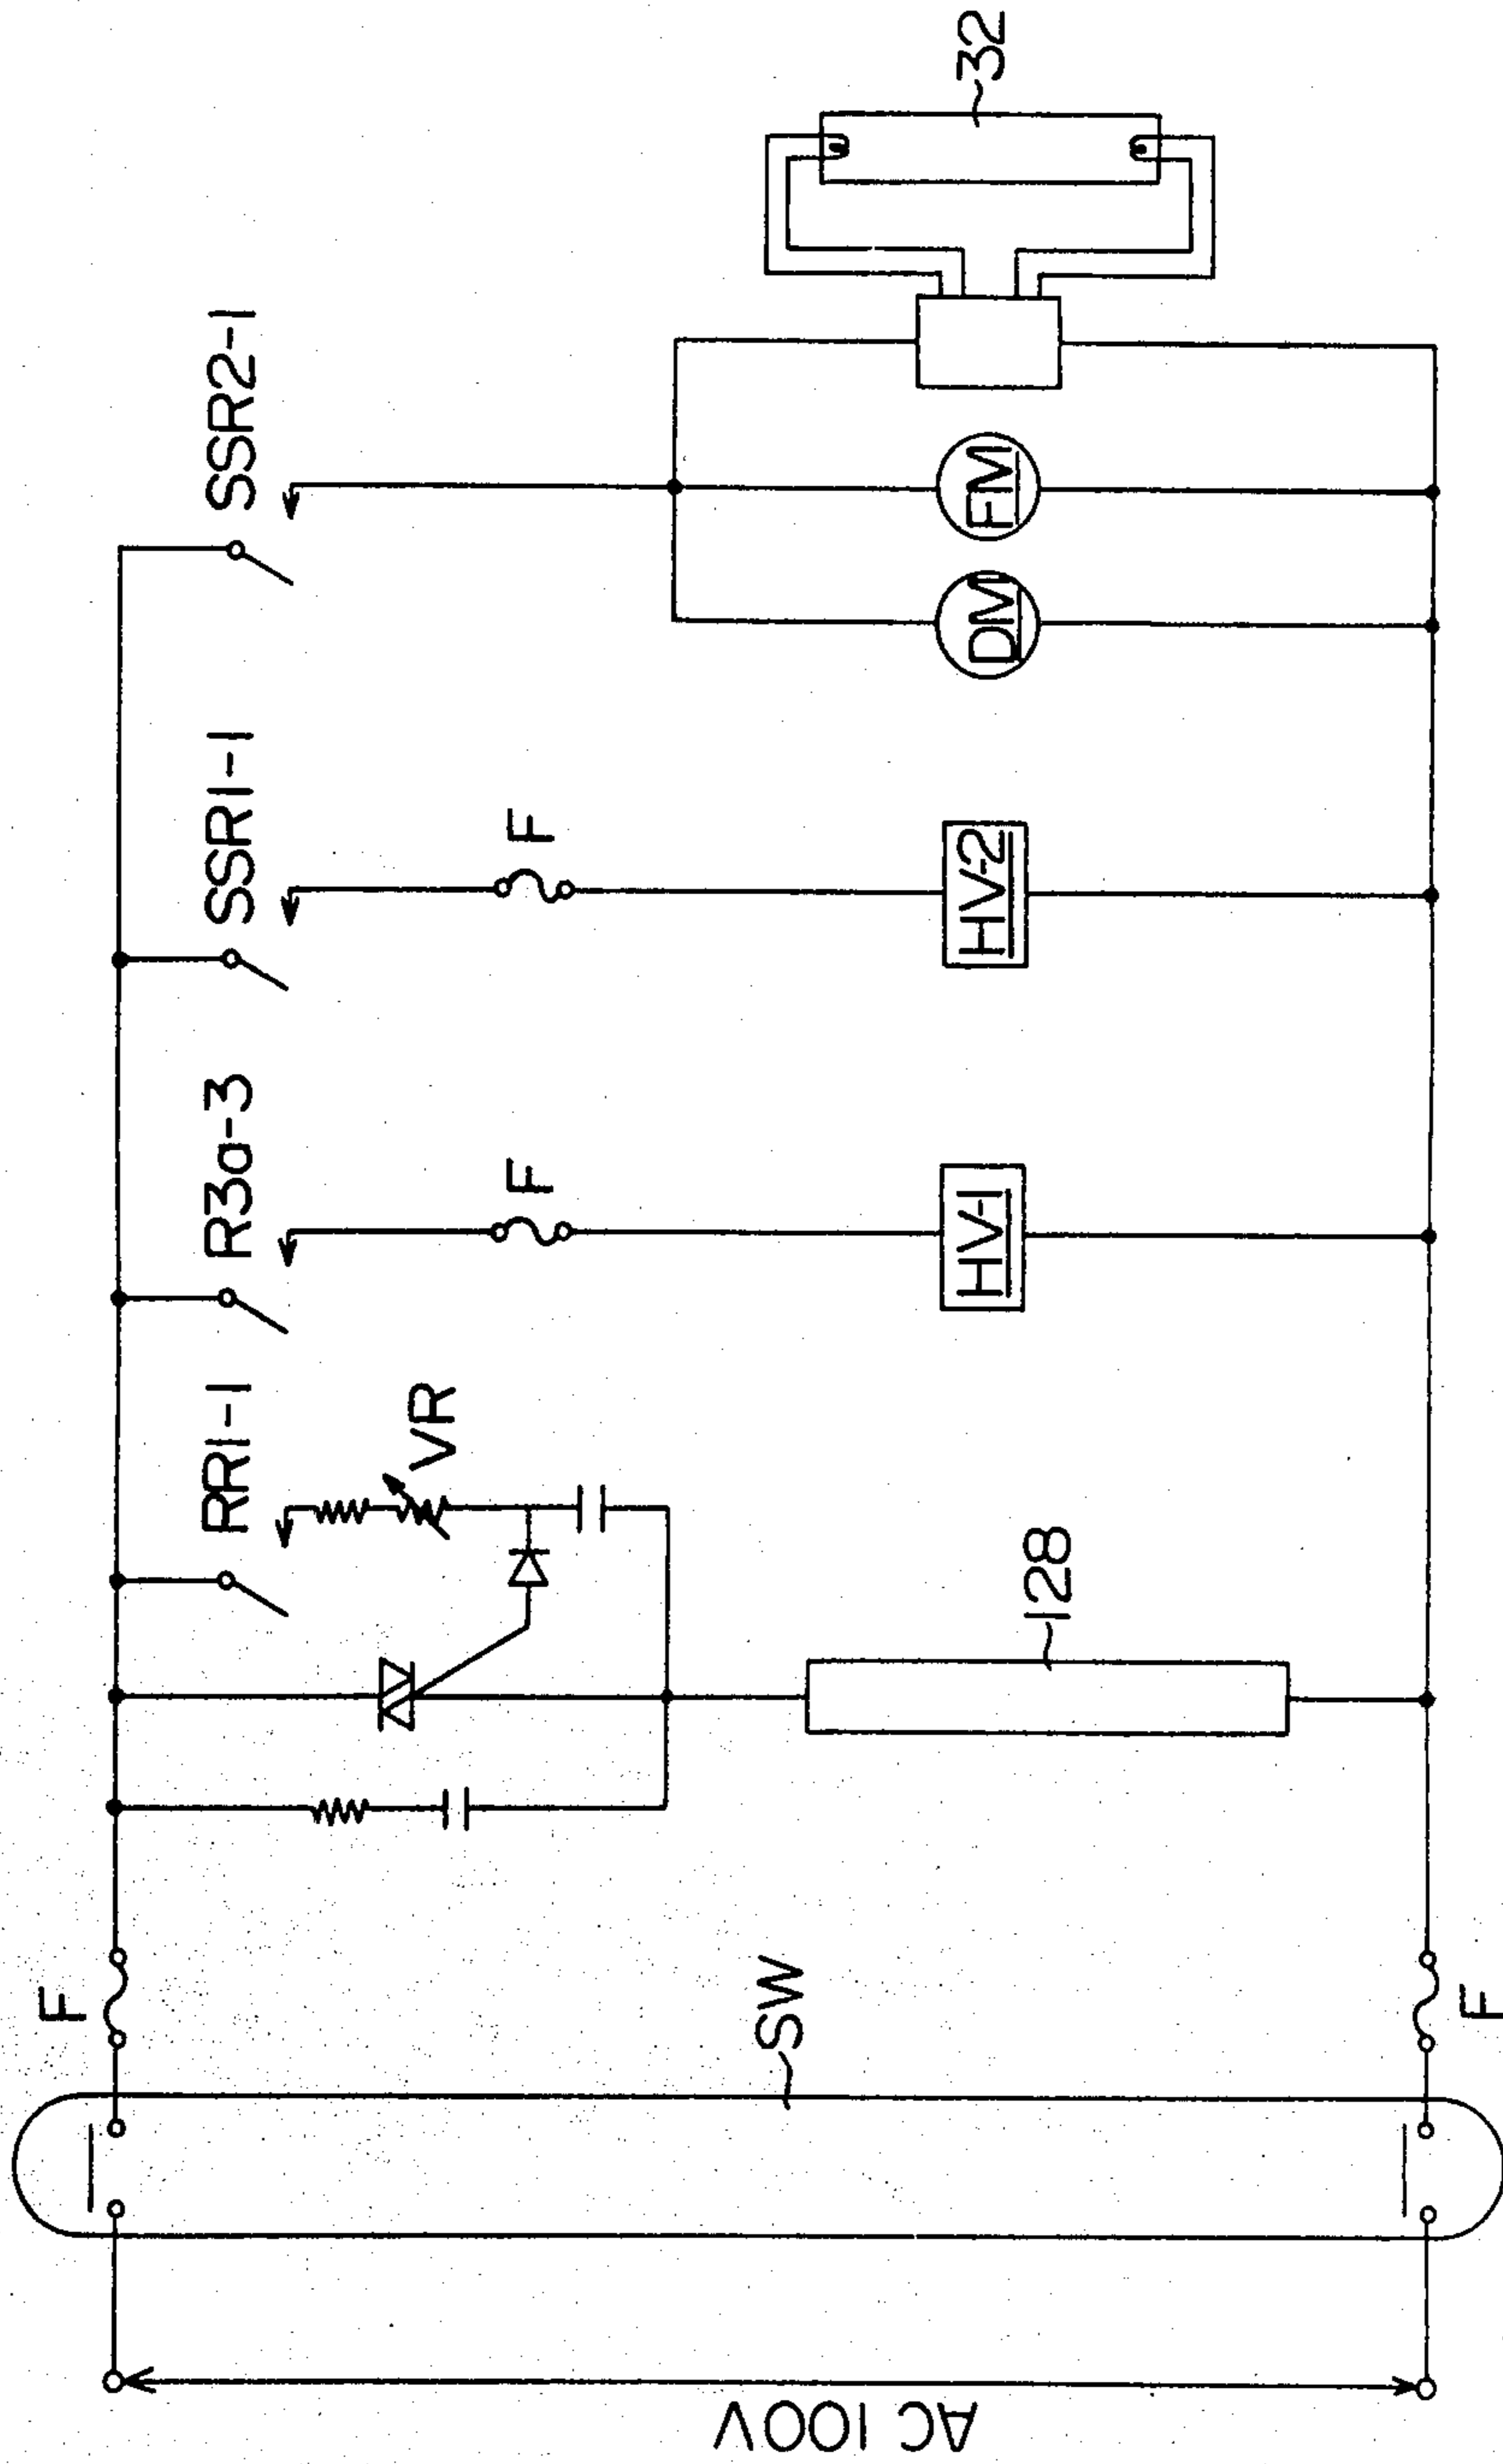 AC 100V
F
SW
F
128
RR1-1
VR
R3a-3
F
HV-1
SSR1-1
F
HV-2
SSR2-1
DM
FM
32